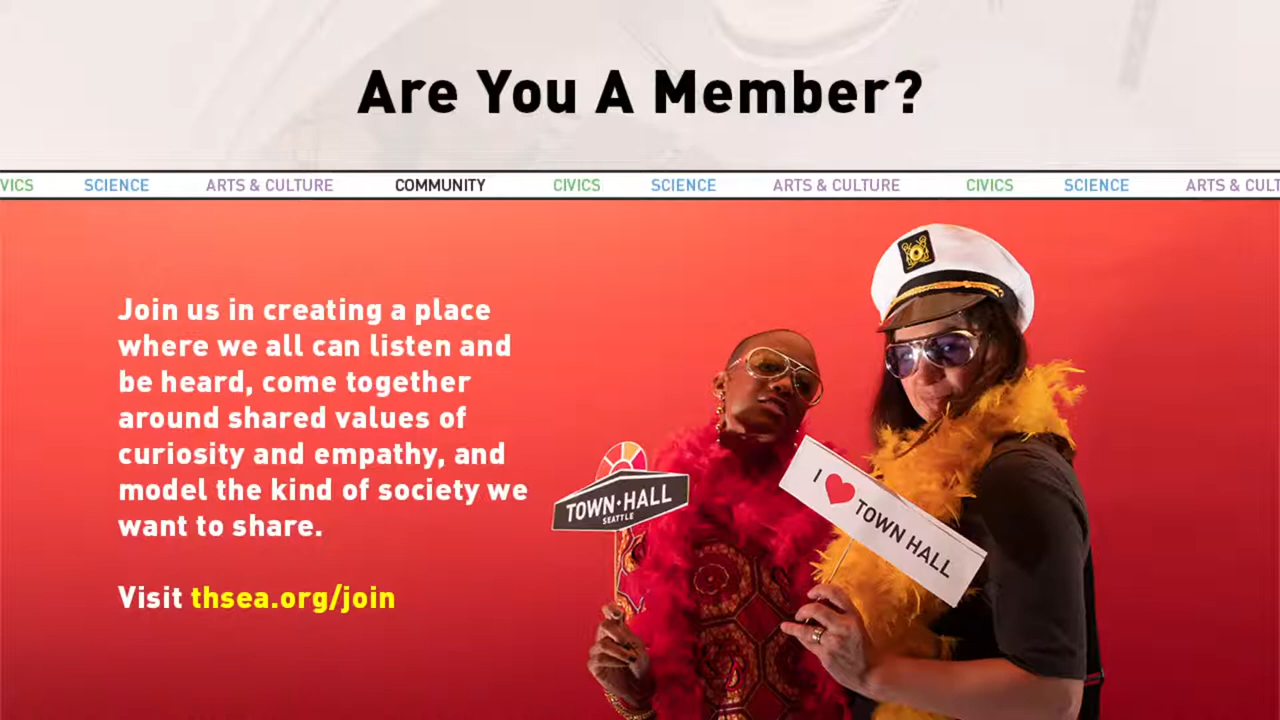 Are You A Member?
VICS SCIENCE ARTS & CULTURE COMMUNITY CIVICS SCIENCE ARTS & CULTURE CIVICS SCIENCE ARTS & CULT
Join us in creating a place
where we all can listen and
be heard, come together
around shared values of
curiosity and empathy, and
model the kind of society we
want to share.
Visit thsea.org/join
TOWN·HALL
SEATTLE
I ❤ TOWN HALL